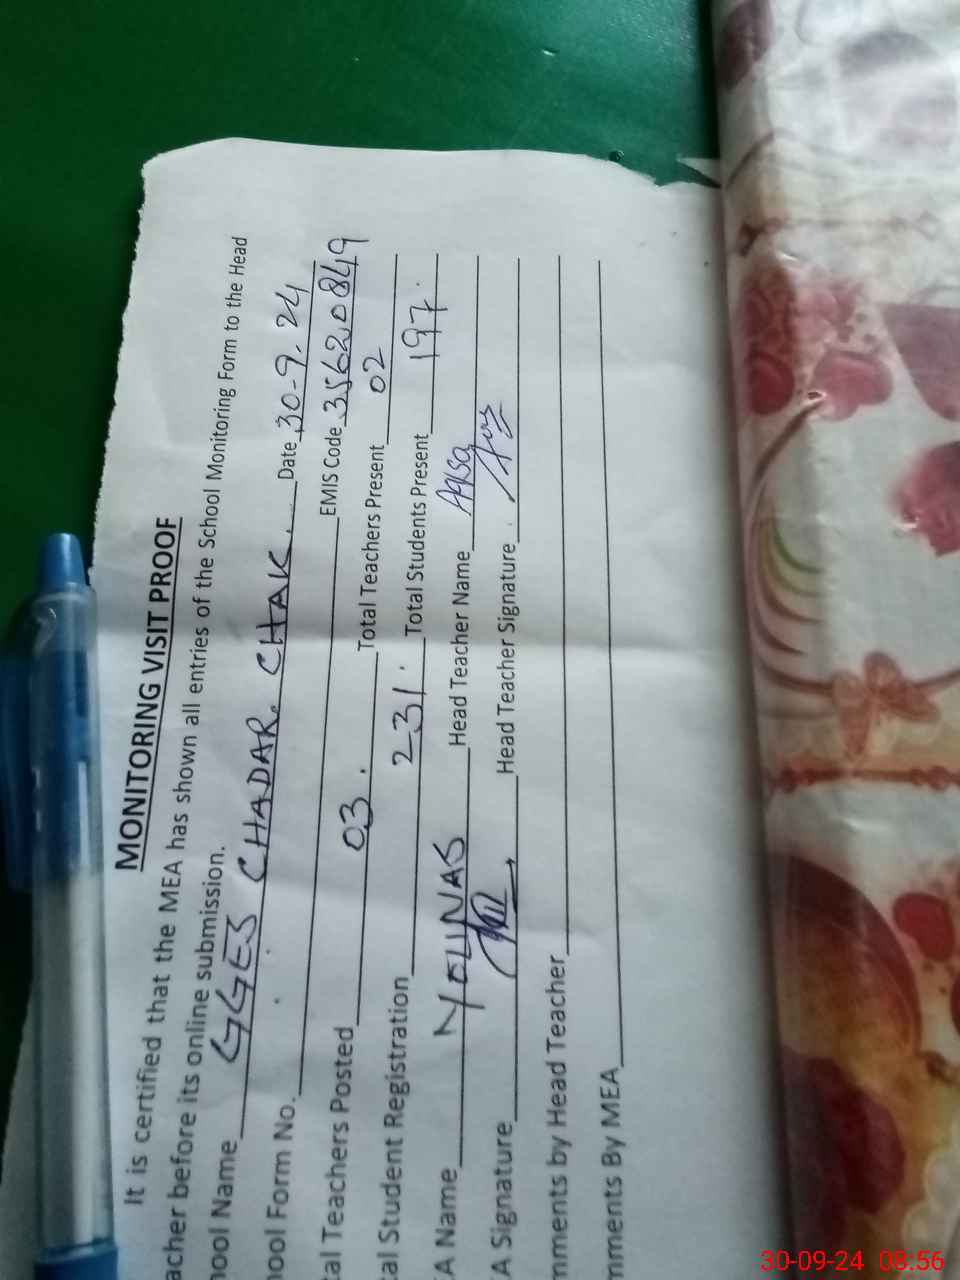 MONITORING VISIT PROOF
It is certified that the MEA has shown all entries of the School Monitoring Form to the Head
acher before its online submission.
hool Name GGES CHADAR. CHAK. Date 30-9-24
hool Form No. EMIS Code 35620849
tal Teachers Posted 03. Total Teachers Present 02
tal Student Registration 231. Total Students Present 197.
A Name YOUNAS Head Teacher Name Aqsa
A Signature Head Teacher Signature
mments by Head Teacher
mments By MEA
30-09-24 08:56